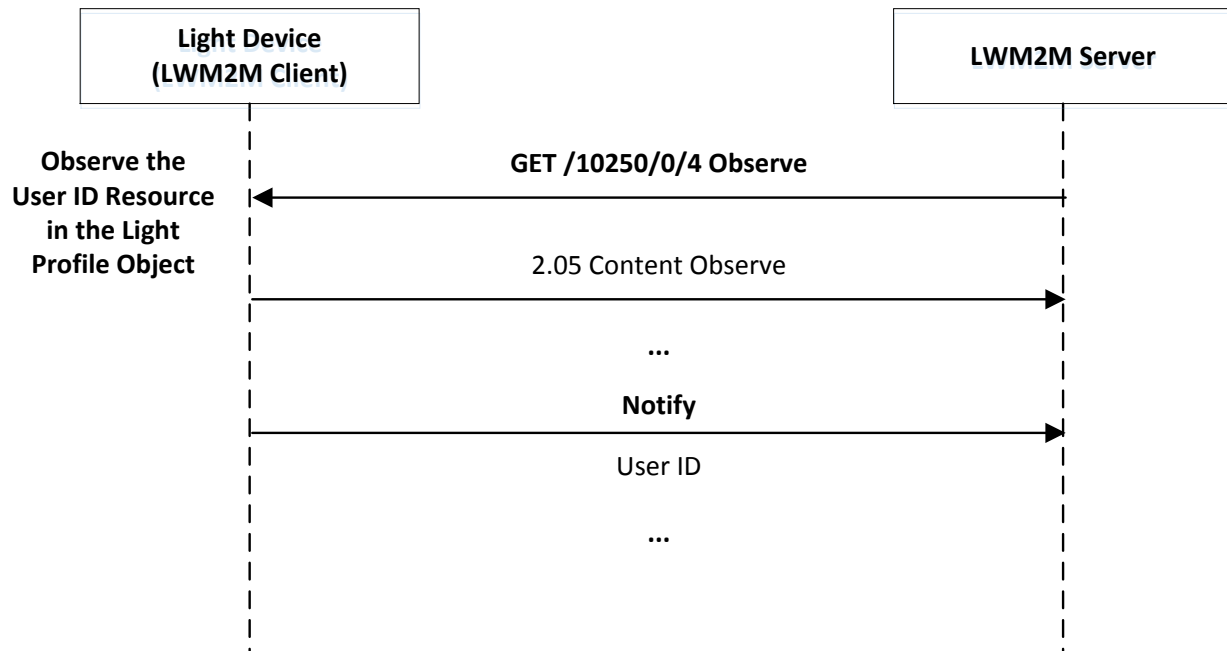 Light Device
(LWM2M Client)
LWM2M Server
Observe the
User ID Resource
in the Light
Profile Object
GET /10250/0/4 Observe
2.05 Content Observe
...
Notify
User ID
...